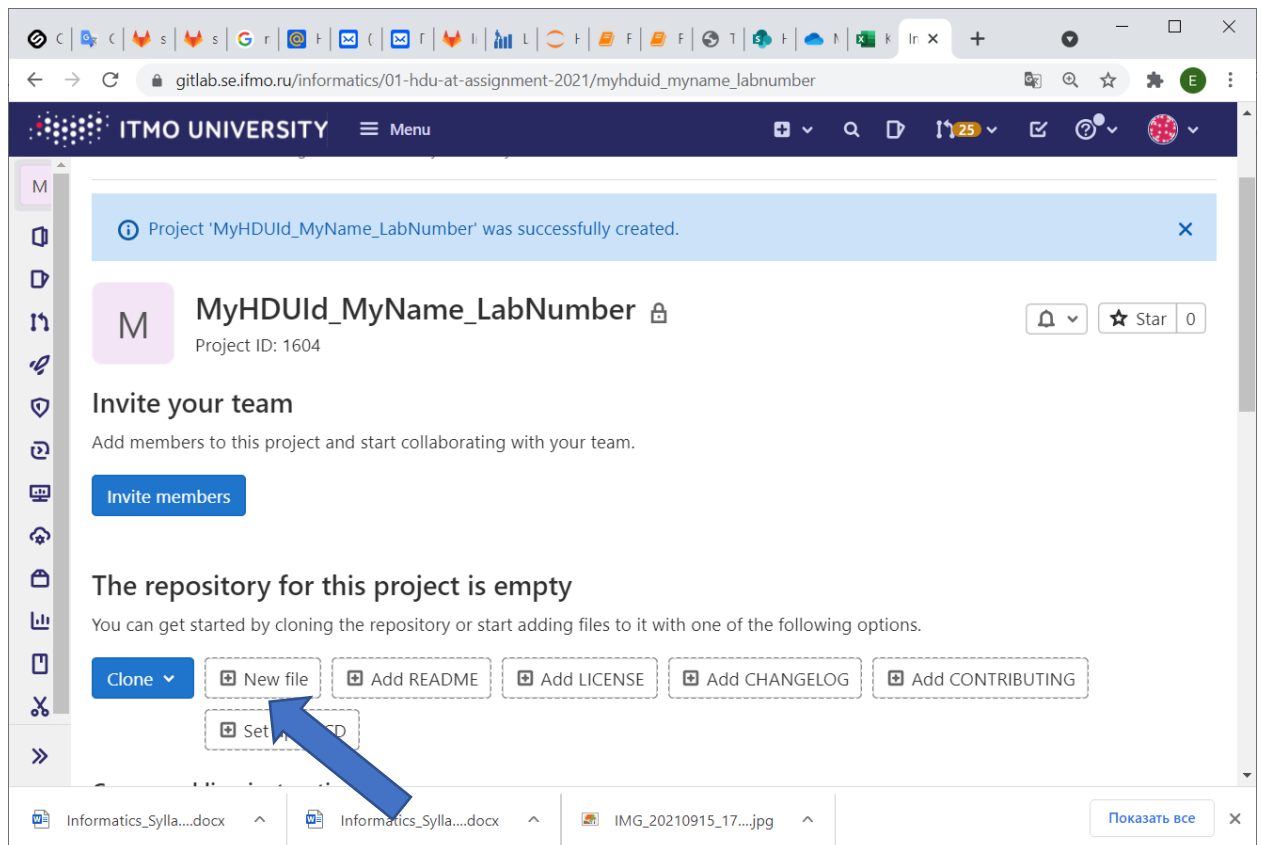 gitlab.se.ifmo.ru/informatics/01-hdu-at-assignment-2021/myhduid_myname_labnumber
E
ITMO UNIVERSITY
Menu
25
M
Project 'MyHDUId_MyName_LabNumber' was successfully created.
M
MyHDUId_MyName_LabNumber
Project ID: 1604
Star 0
Invite your team
Add members to this project and start collaborating with your team.
Invite members
The repository for this project is empty
You can get started by cloning the repository or start adding files to it with one of the following options.
Clone
New file
Add README
Add LICENSE
Add CHANGELOG
Add CONTRIBUTING
Set
Informatics_Sylla....docx
Informatics_Sylla....docx
IMG_20210915_17....jpg
Показать все